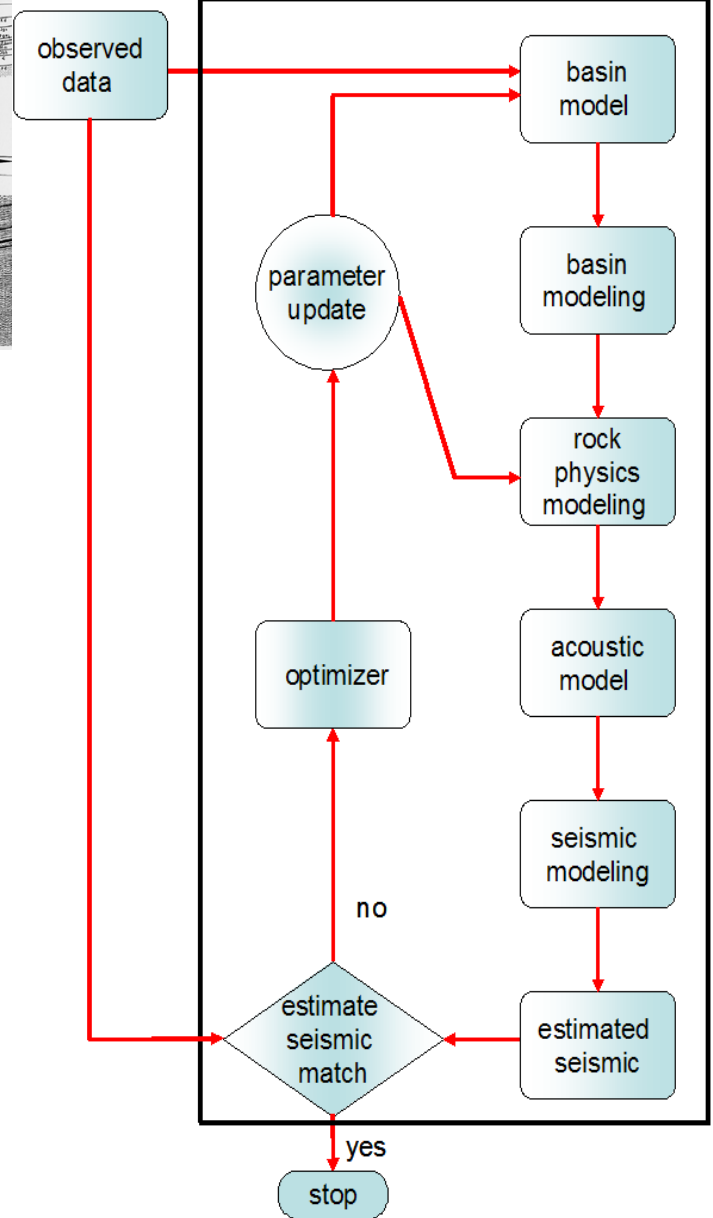 observed
data
basin
model
basin
modeling
parameter
update
rock
physics
modeling
acoustic
model
optimizer
seismic
modeling
no
estimate
seismic
match
estimated
seismic
yes
stop